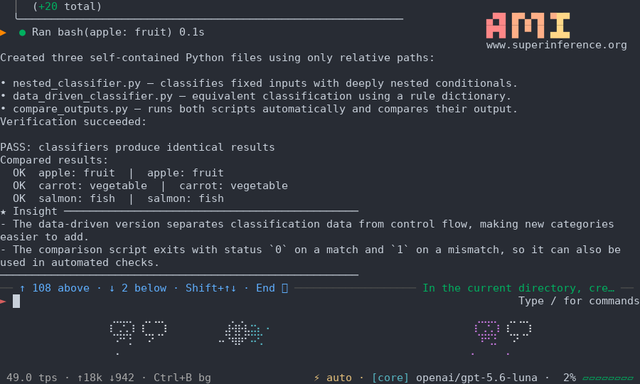 (+20 total)
AMI
► ● Ran bash(apple: fruit) 0.1s
www.superinference.org
Created three self-contained Python files using only relative paths:
• nested_classifier.py — classifies fixed inputs with deeply nested conditionals.
• data_driven_classifier.py — equivalent classification using a rule dictionary.
• compare_outputs.py — runs both scripts automatically and compares their output.
Verification succeeded:
PASS: classifiers produce identical results
Compared results:
OK  apple: fruit  |  apple: fruit
OK  carrot: vegetable  |  carrot: vegetable
OK  salmon: fish  |  salmon: fish
★ Insight
- The data-driven version separates classification data from control flow, making new categories
easier to add.
- The comparison script exits with status `0` on a match and `1` on a mismatch, so it can also be
used in automated checks.
↑ 108 above · ↓ 2 below · Shift+↑↓ · End
In the current directory, cre…
Type / for commands
49.0 tps · ↑18k ↓942 · Ctrl+B bg
⚡ auto · [core] openai/gpt-5.6-luna · 2%